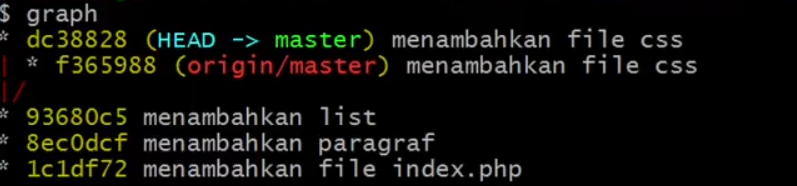 $ graph
* dc38828 (HEAD -> master) menambahkan file css
| * f365988 (origin/master) menambahkan file css
|/
* 93680c5 menambahkan list
* 8ec0dcf menambahkan paragraf
* 1c1df72 menambahkan file index.php